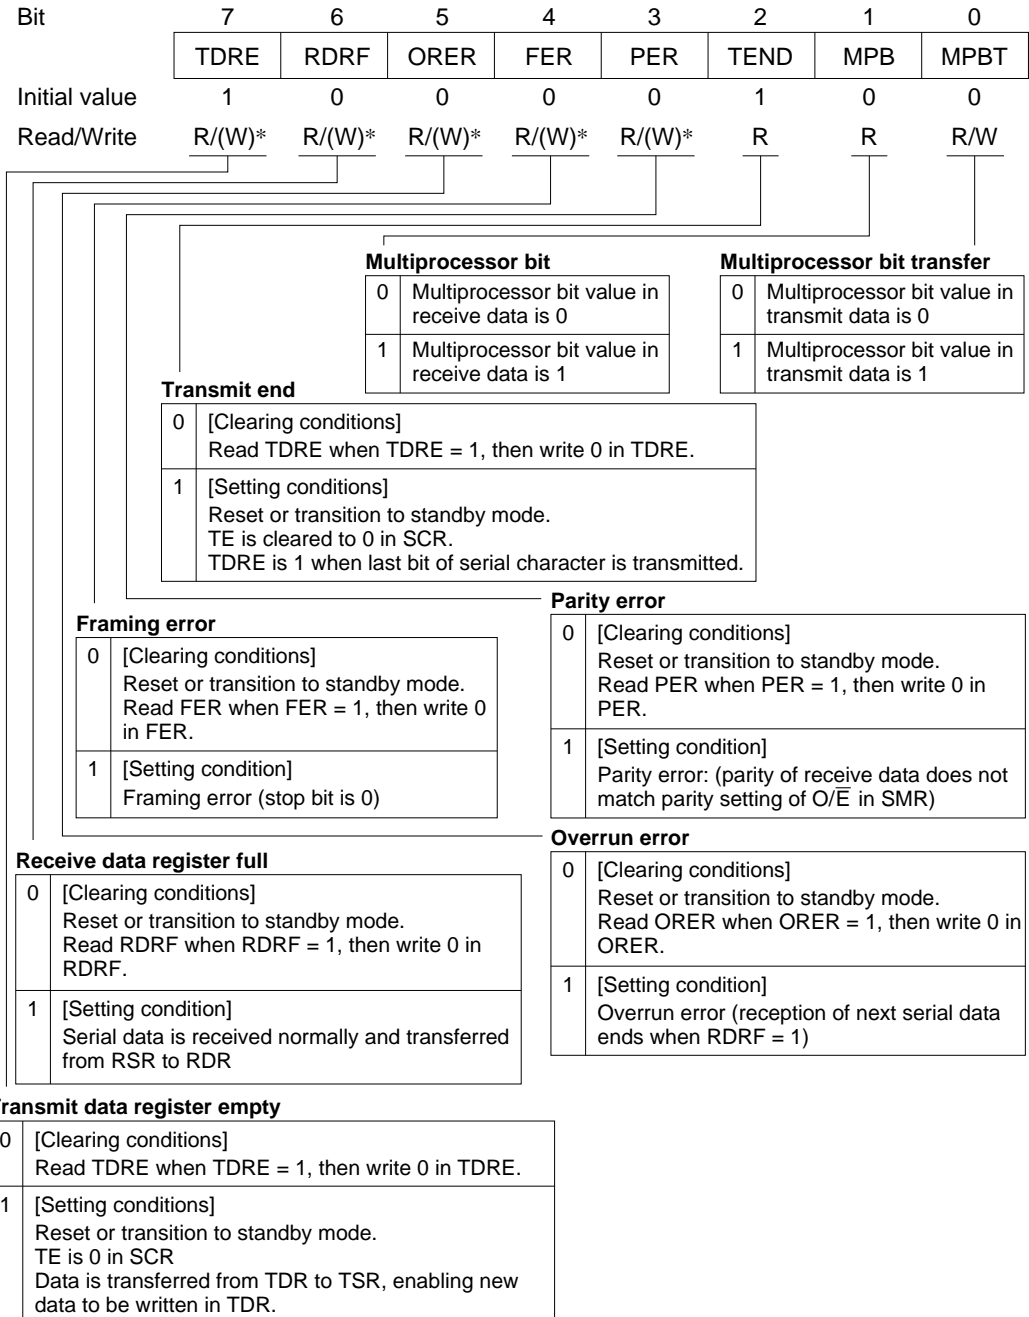 Bit 7 6 5 4 3 2 1 0
TDRE RDRF ORER FER PER TEND MPB MPBT
Initial value 1 0 0 0 0 1 0 0
Read/Write R/(W)* R/(W)* R/(W)* R/(W)* R/(W)* R R R/W
Multiprocessor bit
0 Multiprocessor bit value in
receive data is 0
1 Multiprocessor bit value in
receive data is 1
Multiprocessor bit transfer
0 Multiprocessor bit value in
transmit data is 0
1 Multiprocessor bit value in
transmit data is 1
Transmit end
0 [Clearing conditions]
Read TDRE when TDRE = 1, then write 0 in TDRE.
1 [Setting conditions]
Reset or transition to standby mode.
TE is cleared to 0 in SCR.
TDRE is 1 when last bit of serial character is transmitted.
Parity error
0 [Clearing conditions]
Reset or transition to standby mode.
Read PER when PER = 1, then write 0 in
PER.
1 [Setting condition]
Parity error: (parity of receive data does not
match parity setting of O/E̅ in SMR)
Framing error
0 [Clearing conditions]
Reset or transition to standby mode.
Read FER when FER = 1, then write 0
in FER.
1 [Setting condition]
Framing error (stop bit is 0)
Overrun error
0 [Clearing conditions]
Reset or transition to standby mode.
Read ORER when ORER = 1, then write 0 in
ORER.
1 [Setting condition]
Overrun error (reception of next serial data
ends when RDRF = 1)
Receive data register full
0 [Clearing conditions]
Reset or transition to standby mode.
Read RDRF when RDRF = 1, then write 0 in
RDRF.
1 [Setting condition]
Serial data is received normally and transferred
from RSR to RDR
Transmit data register empty
0 [Clearing conditions]
Read TDRE when TDRE = 1, then write 0 in TDRE.
1 [Setting conditions]
Reset or transition to standby mode.
TE is 0 in SCR
Data is transferred from TDR to TSR, enabling new
data to be written in TDR.